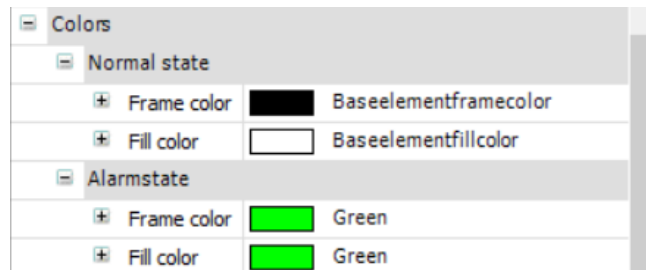 Colors
Normal state
Frame color Baseelementframecolor
Fill color Baseelementfillcolor
Alarmstate
Frame color Green
Fill color Green